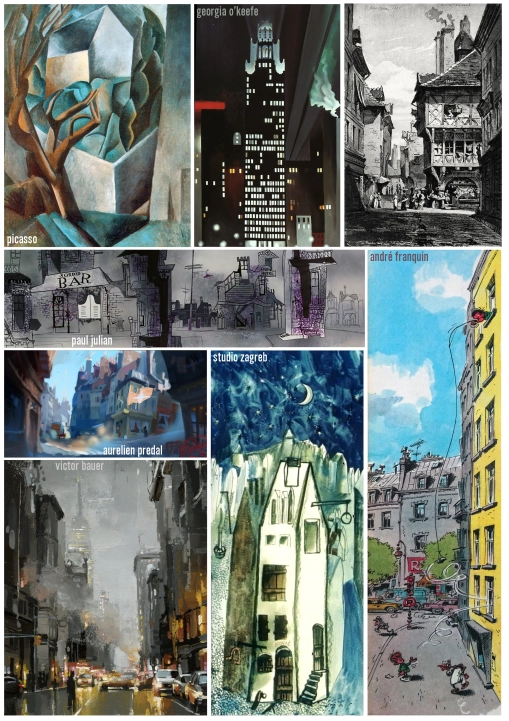 georgia o'keefe
picasso
andré franquin
BAR
paul julian
studio zagreb
aurelien predal
victor bauer